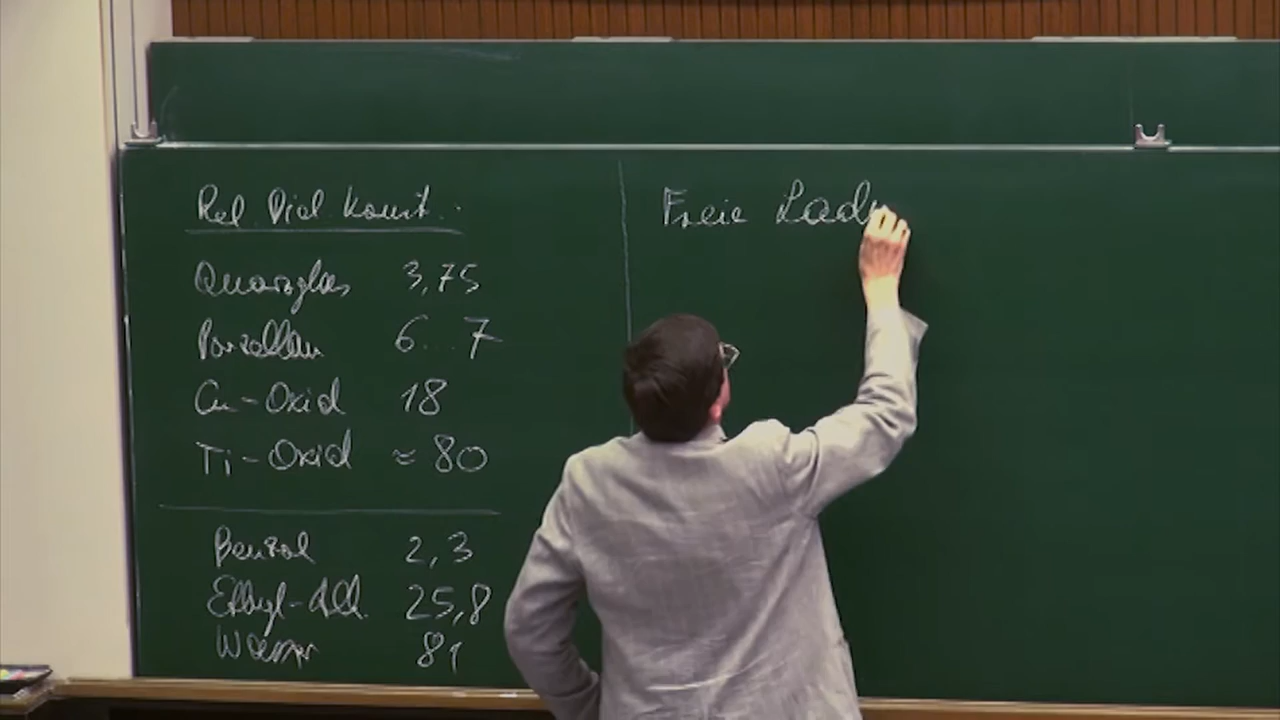 Rel. Diel. Konst.
Quarzglas 3,75
Porzellan 6...7
Cu-Oxid 18
Ti-Oxid ≈ 80
Benzol 2,3
Ethyl-Alk. 25,8
Wasser 81
Freie Lad